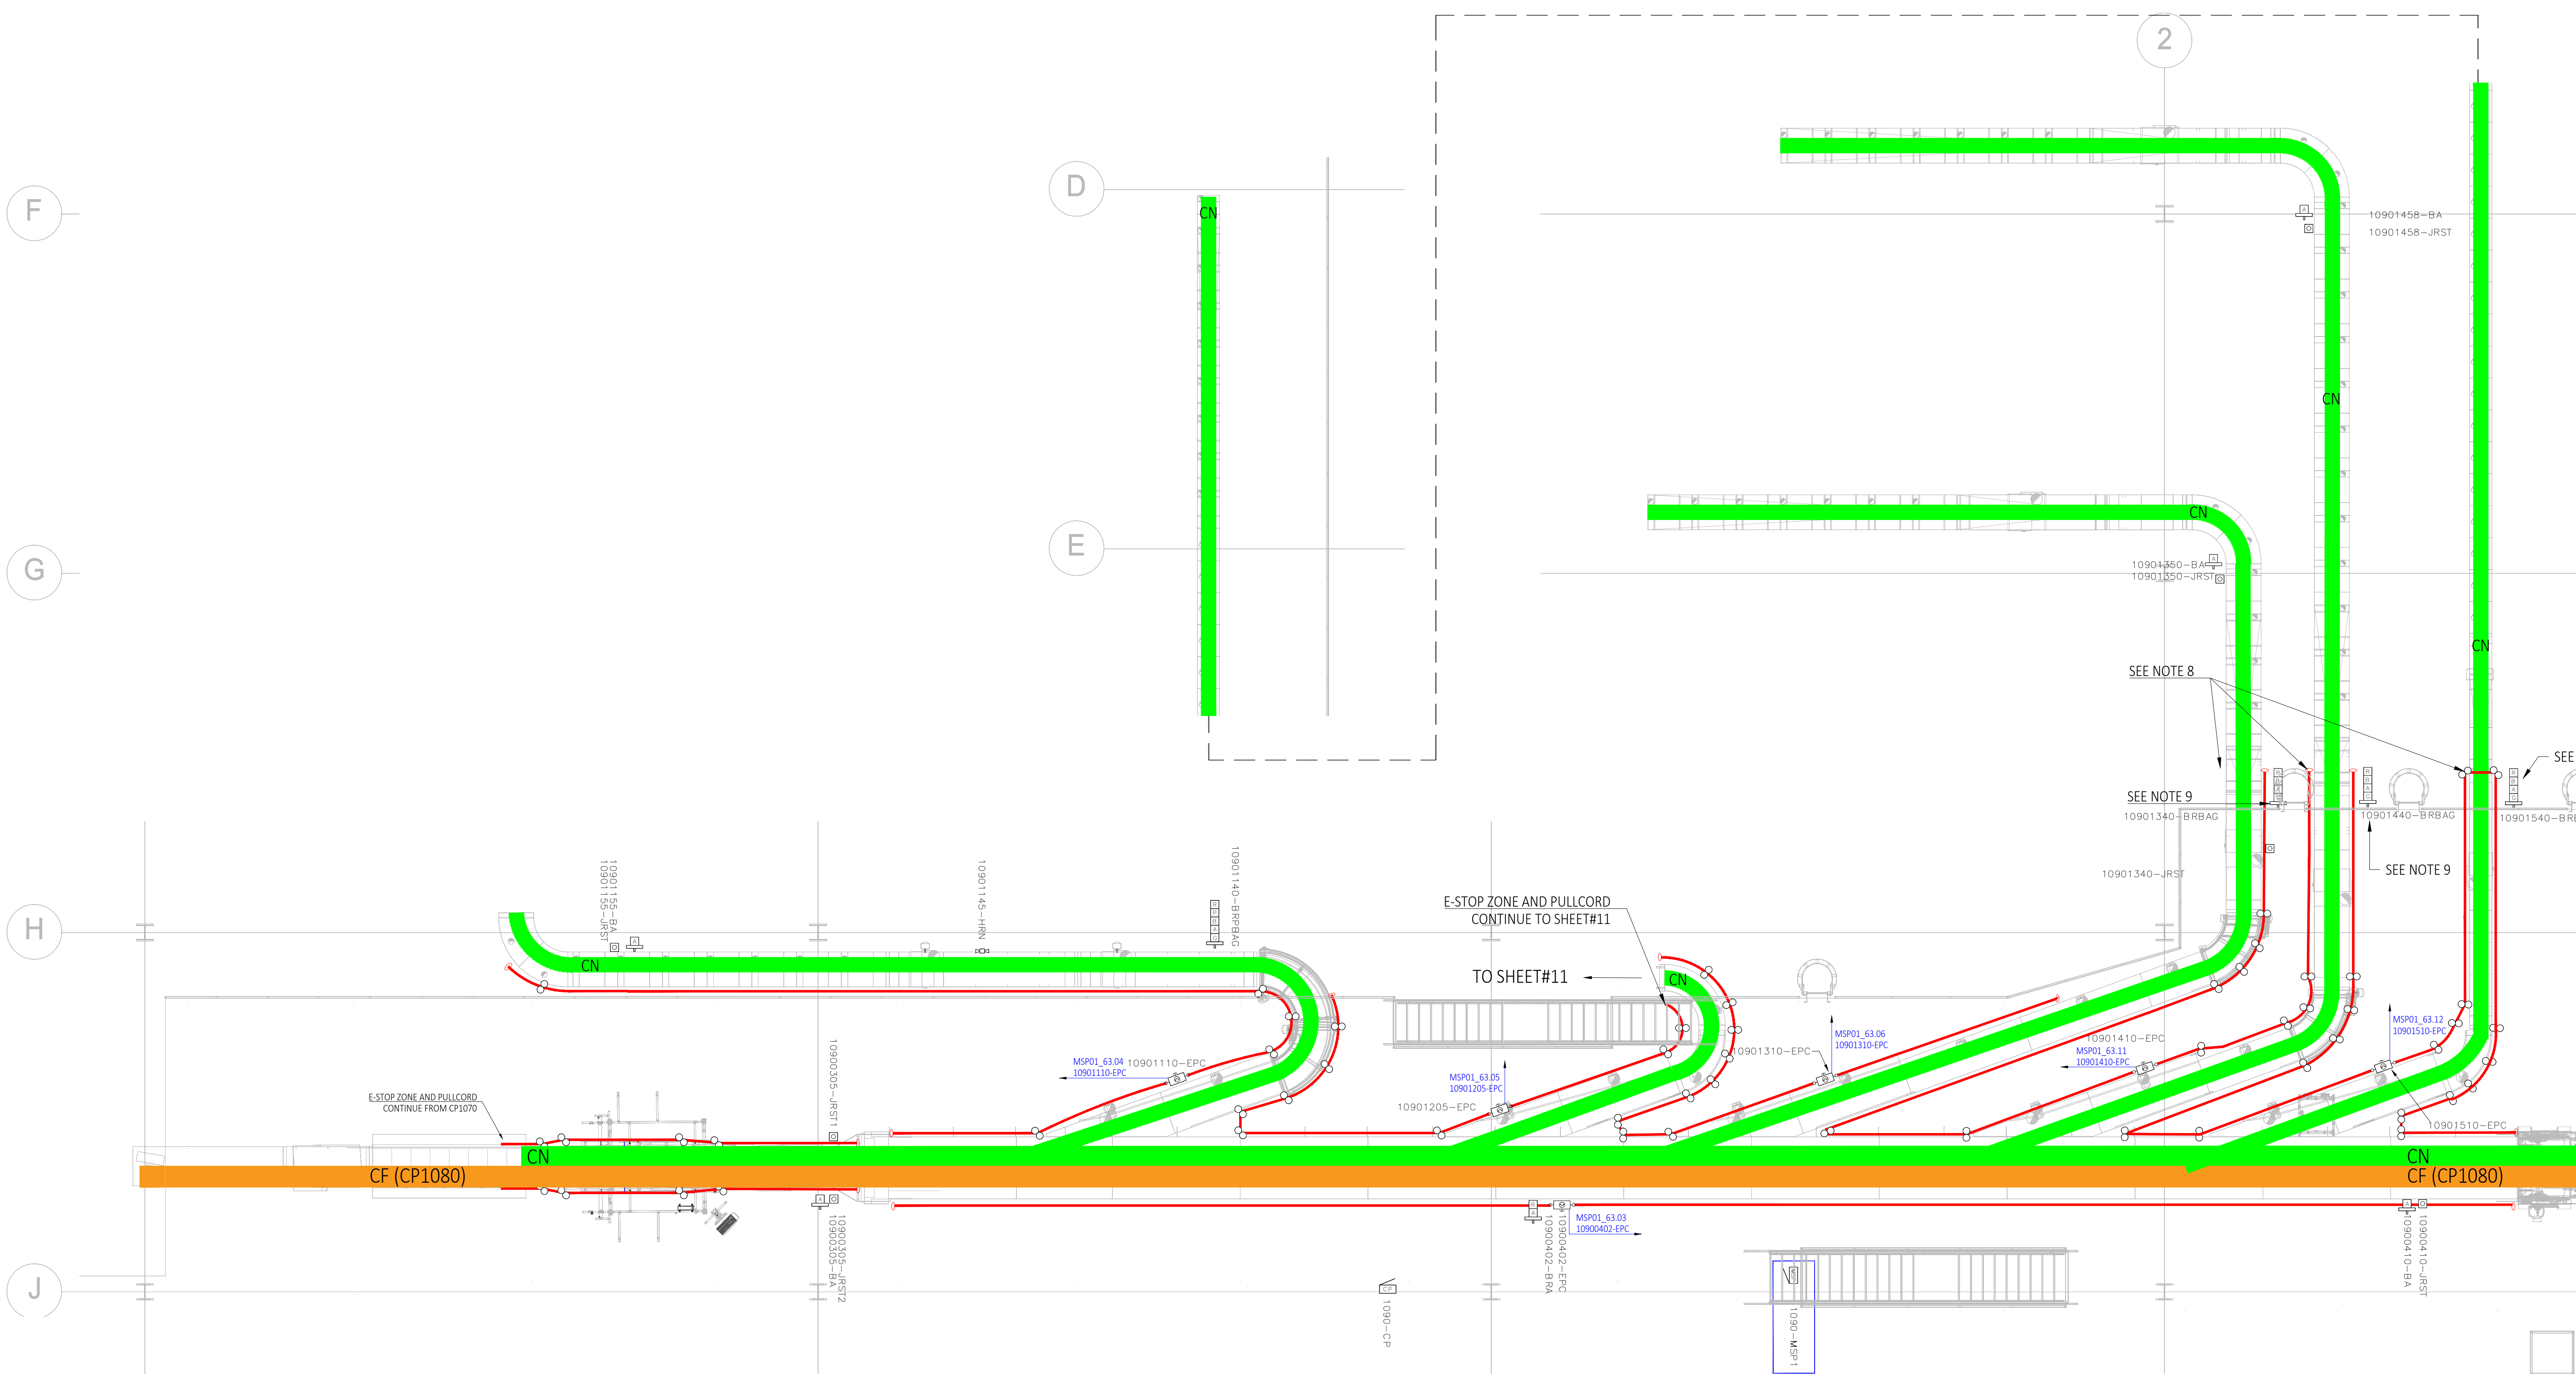 2
F
D
CN
10901458-BA
10901458-JRST
CN
E
CN
G
10901350-BA
10901350-JRST
CN
SEE NOTE 8
SEE
SEE NOTE 9
10901340-BRBAG
10901440-BRBAG
SEE NOTE 9
10901340-JRST
10901155-BA
10901155-JRST
10901145-HRN
10901140-BRPBAG
R
P
B
A
G
A
H
CN
E-STOP ZONE AND PULLCORD
CONTINUE TO SHEET#11
TO SHEET#11
CN
MSP01_63.04
10901110-EPC
10901110-EPC
MSP01_63.05
10901205-EPC
10901205-EPC
10901310-EPC
MSP01_63.06
10901310-EPC
10901410-EPC
MSP01_63.11
10901410-EPC
MSP01_63.12
10901510-EPC
10901510-EPC
10900305-JRST1
E-STOP ZONE AND PULLCORD
CONTINUE FROM CP1070
CN
CF (CP1080)
CN
CF (CP1080)
10900305-JRST2
10900305-BA
10900402-EPC
10900402-BRA
MSP01_63.03
10900402-EPC
10900410-JRST
10900410-BA
J
CP
1090-CP
1090-MSP1